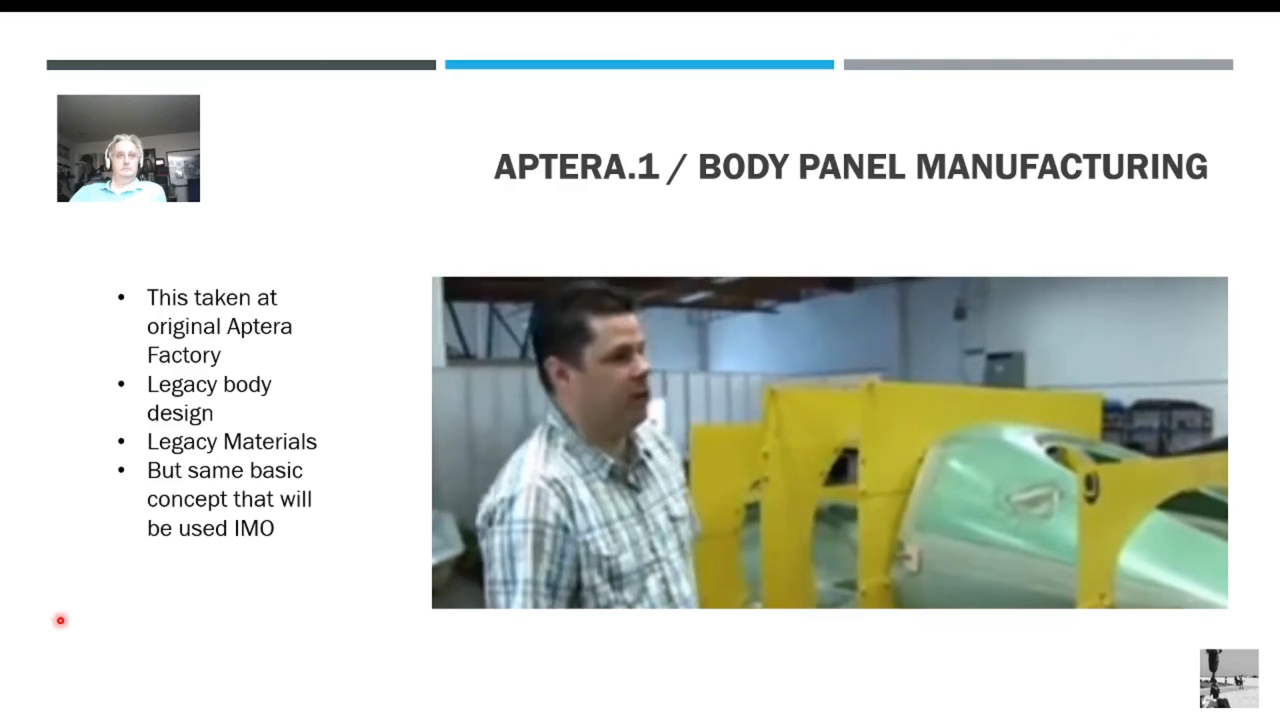 APTERA.1 / BODY PANEL MANUFACTURING
• This taken at
original Aptera
Factory
• Legacy body
design
• Legacy Materials
• But same basic
concept that will
be used IMO